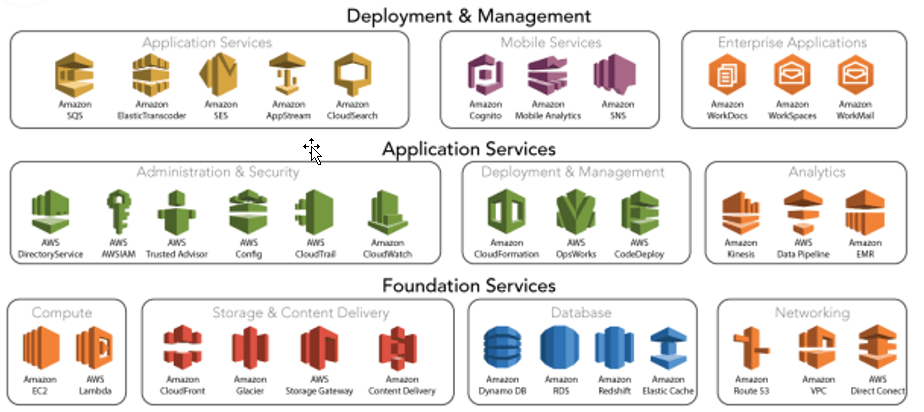 Deployment & Management
Application Services
Amazon
SQS
Amazon
ElasticTranscoder
Amazon
SES
Amazon
AppStream
Amazon
CloudSearch
Mobile Services
Amazon
Cognito
Amazon
Mobile Analytics
Amazon
SNS
Enterprise Applications
Amazon
WorkDocs
Amazon
WorkSpaces
Amazon
WorkMail
Application Services
Administration & Security
AWS
DirectoryService
AWS
AWSIAM
AWS
Trusted Advisor
AWS
Config
AWS
CloudTrail
Amazon
CloudWatch
Deployment & Management
Amazon
CloudFormation
AWS
OpsWorks
AWS
CodeDeploy
Analytics
Amazon
Kinesis
AWS
Data Pipeline
Amazon
EMR
Foundation Services
Compute
Amazon
EC2
AWS
Lambda
Storage & Content Delivery
Amazon
CloudFront
Amazon
Glacier
AWS
Storage Gateway
Amazon
Content Delivery
Database
Amazon
Dynamo DB
Amazon
RDS
Amazon
Redshift
Amazon
Elastic Cache
Networking
Amazon
Route 53
Amazon
VPC
AWS
Direct Conect